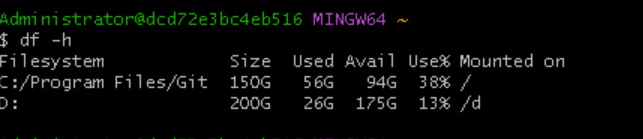 Administrator@dcd72e3bc4eb516 MINGW64 ~
$ df -h
Filesystem            Size  Used Avail Use% Mounted on
C:/Program Files/Git  150G   56G   94G  38% /
D:                    200G   26G  175G  13% /d